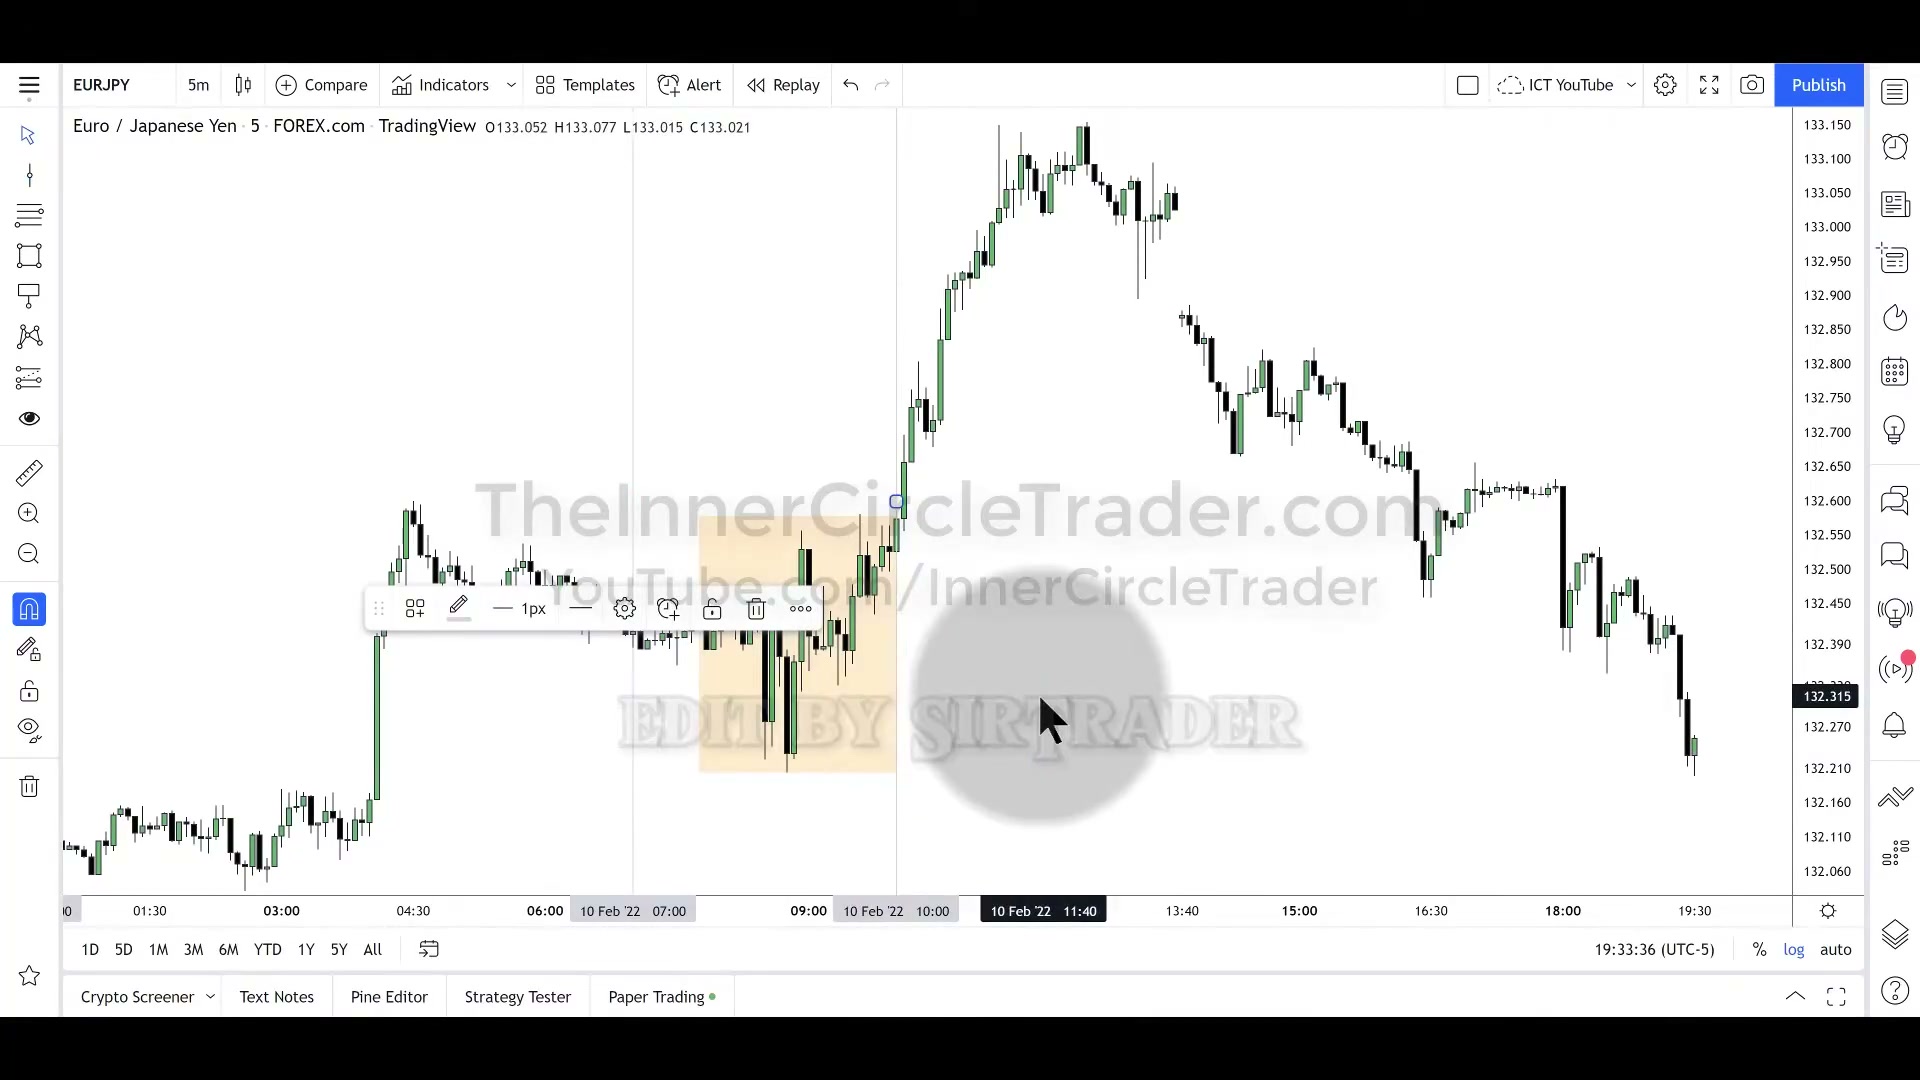 EURJPY 5m Compare Indicators Templates Alert Replay ICT YouTube Publish
Euro / Japanese Yen · 5 · FOREX.com · TradingView O133.052 H133.077 L133.015 C133.021
133.150
133.100
133.050
133.000
132.950
132.900
132.850
132.800
132.750
132.700
132.650
132.600
132.550
132.500
132.450
132.390
132.315
132.270
132.210
132.160
132.110
132.060
TheInnerCircleTrader.com
YouTube.com/InnerCircleTrader
1px
EDIT BY SIRTRADER
00 01:30 03:00 04:30 06:00 10 Feb '22 07:00 09:00 10 Feb '22 10:00 10 Feb '22 11:40 13:40 15:00 16:30 18:00 19:30
1D 5D 1M 3M 6M YTD 1Y 5Y All 19:33:36 (UTC-5) % log auto
Crypto Screener Text Notes Pine Editor Strategy Tester Paper Trading